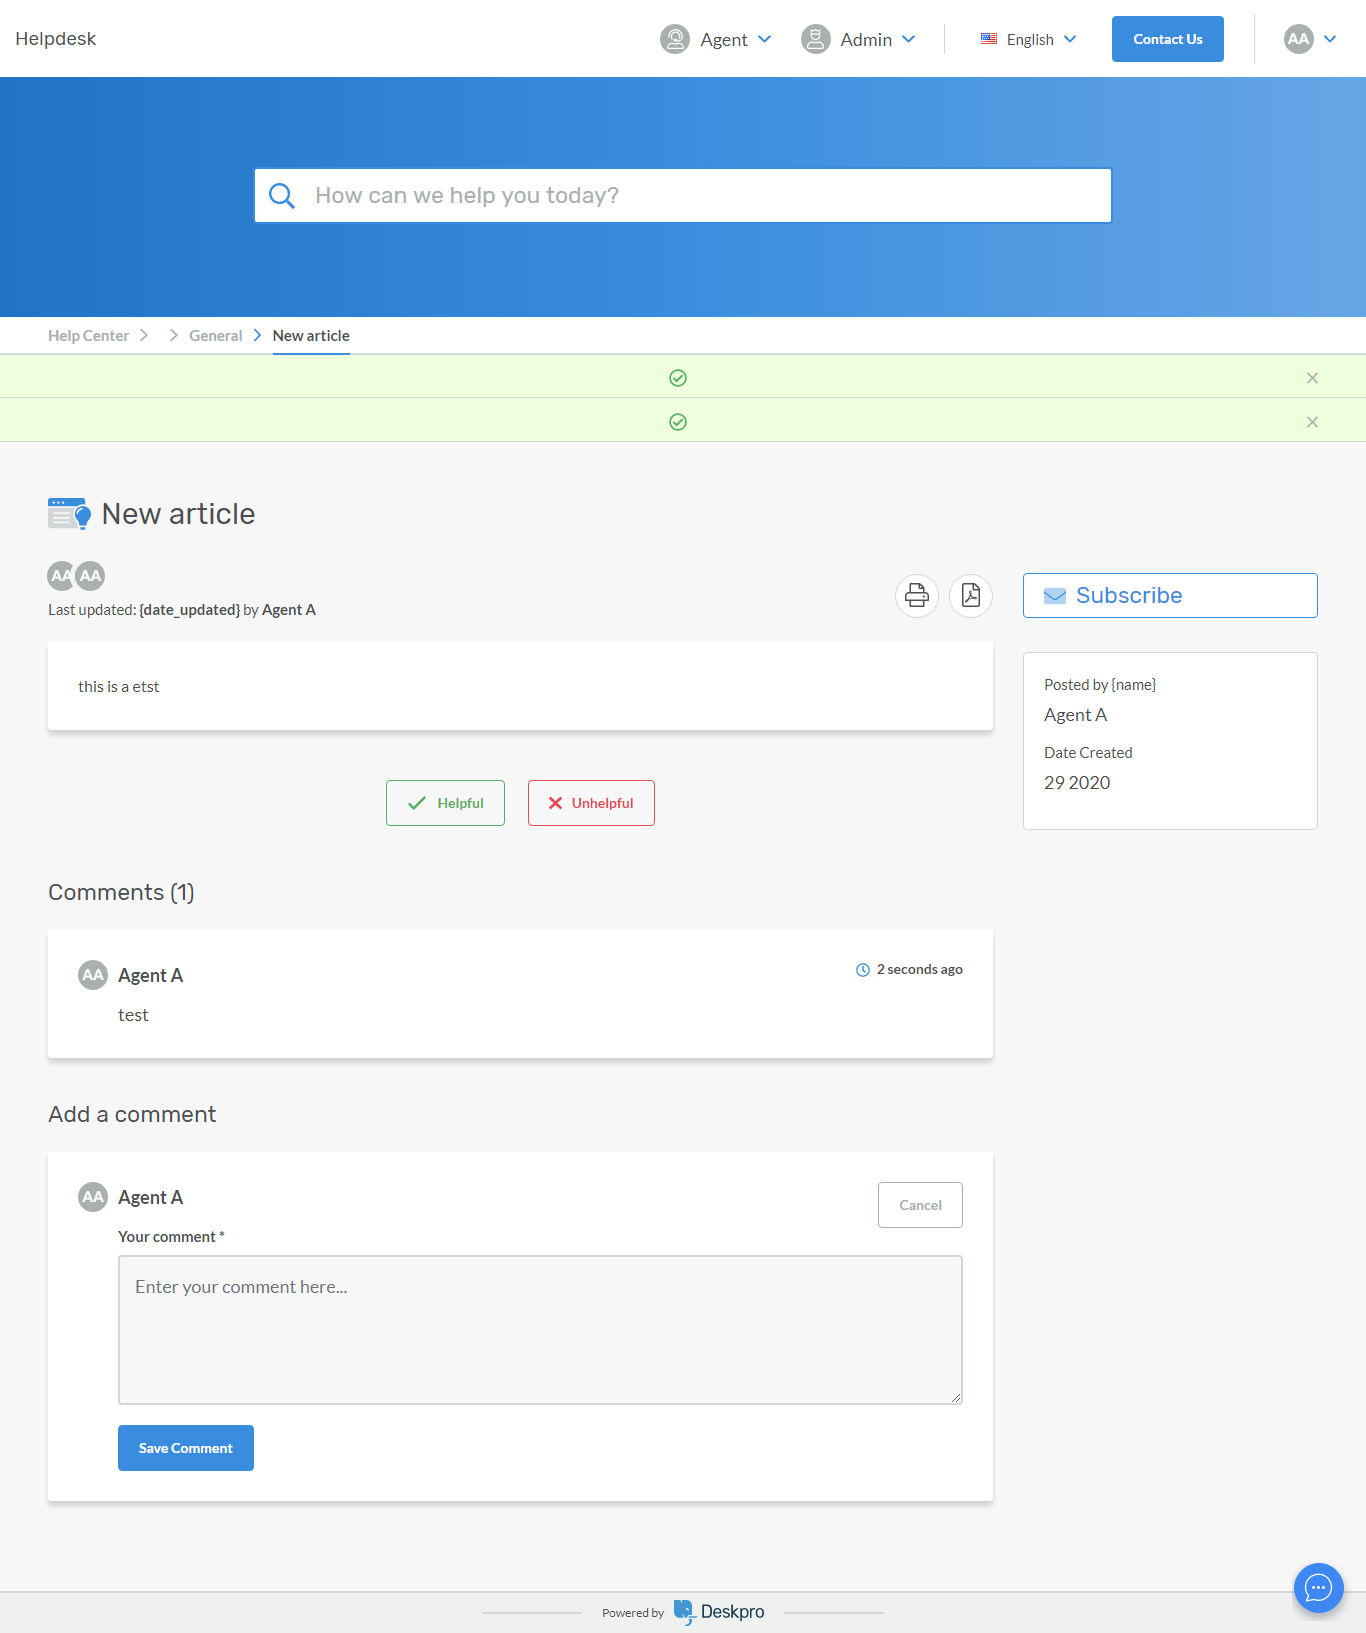 Helpdesk
Agent
Admin
English
Contact Us
AA
How can we help you today?
Help Center
General
New article
New article
AA AA
Last updated: {date_updated} by Agent A
Subscribe
this is a etst
Posted by {name}
Agent A
Date Created
29 2020
Helpful
Unhelpful
Comments (1)
AA
Agent A
2 seconds ago
test
Add a comment
AA
Agent A
Cancel
Your comment *
Enter your comment here...
Save Comment
Powered by Deskpro